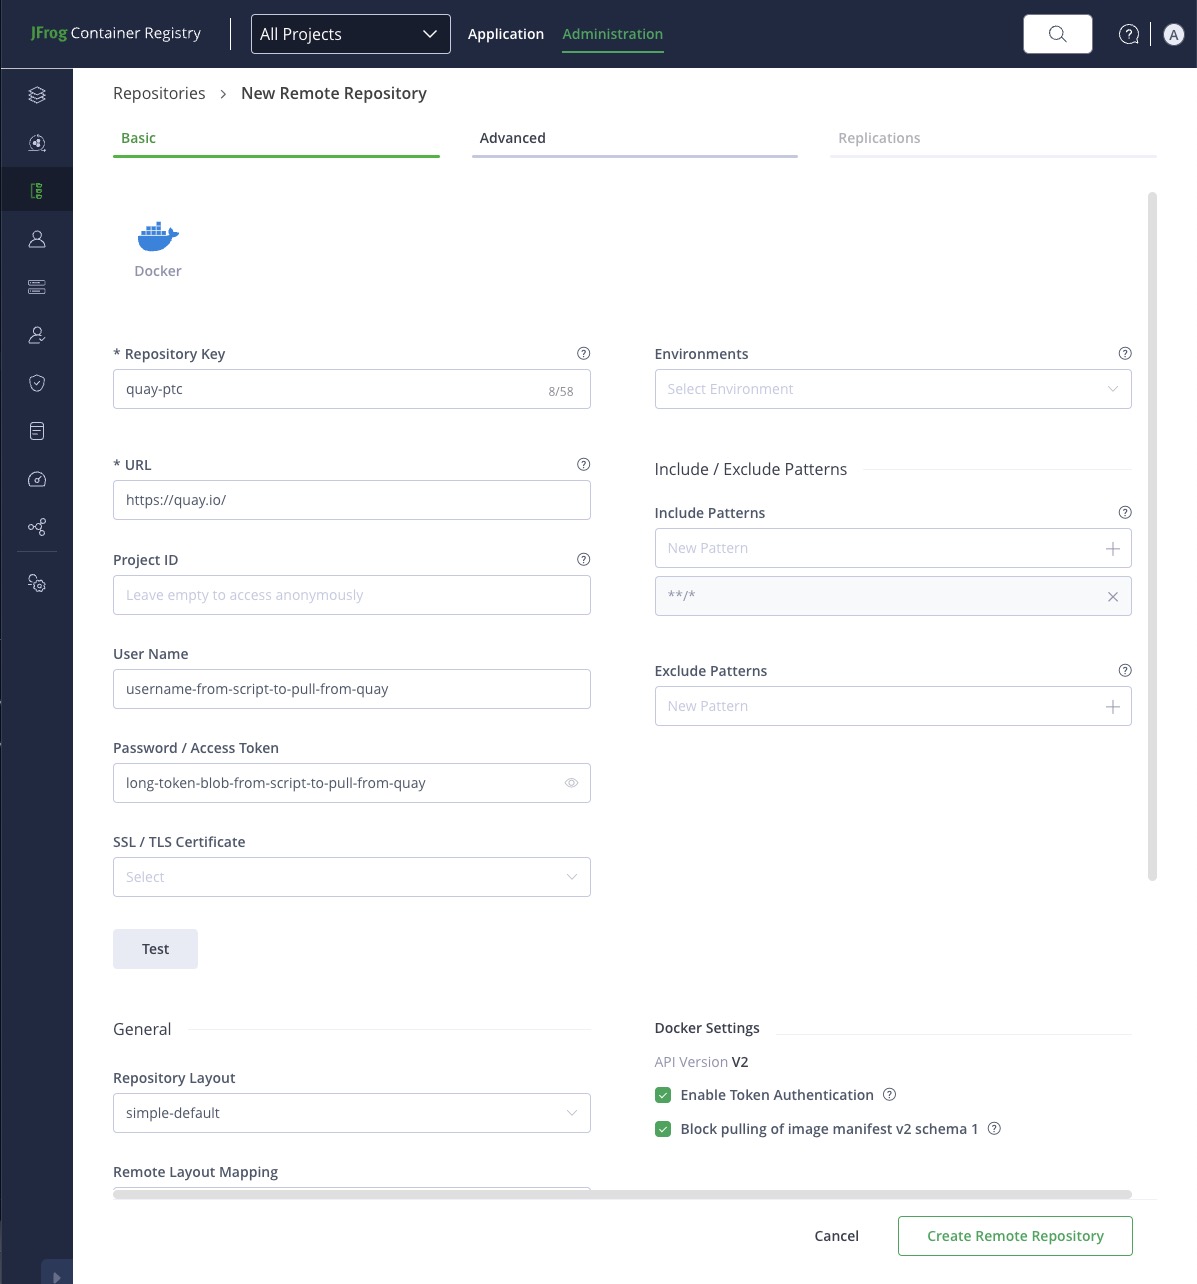 JFrog Container Registry
All Projects
Application
Administration
A
Repositories > New Remote Repository
Basic
Advanced
Replications
Docker
* Repository Key
quay-ptc
8/58
* URL
https://quay.io/
Project ID
Leave empty to access anonymously
User Name
username-from-script-to-pull-from-quay
Password / Access Token
long-token-blob-from-script-to-pull-from-quay
SSL / TLS Certificate
Select
Test
Environments
Select Environment
Include / Exclude Patterns
Include Patterns
New Pattern
**/*
Exclude Patterns
New Pattern
General
Repository Layout
simple-default
Remote Layout Mapping
Docker Settings
API Version V2
Enable Token Authentication
Block pulling of image manifest v2 schema 1
Cancel
Create Remote Repository